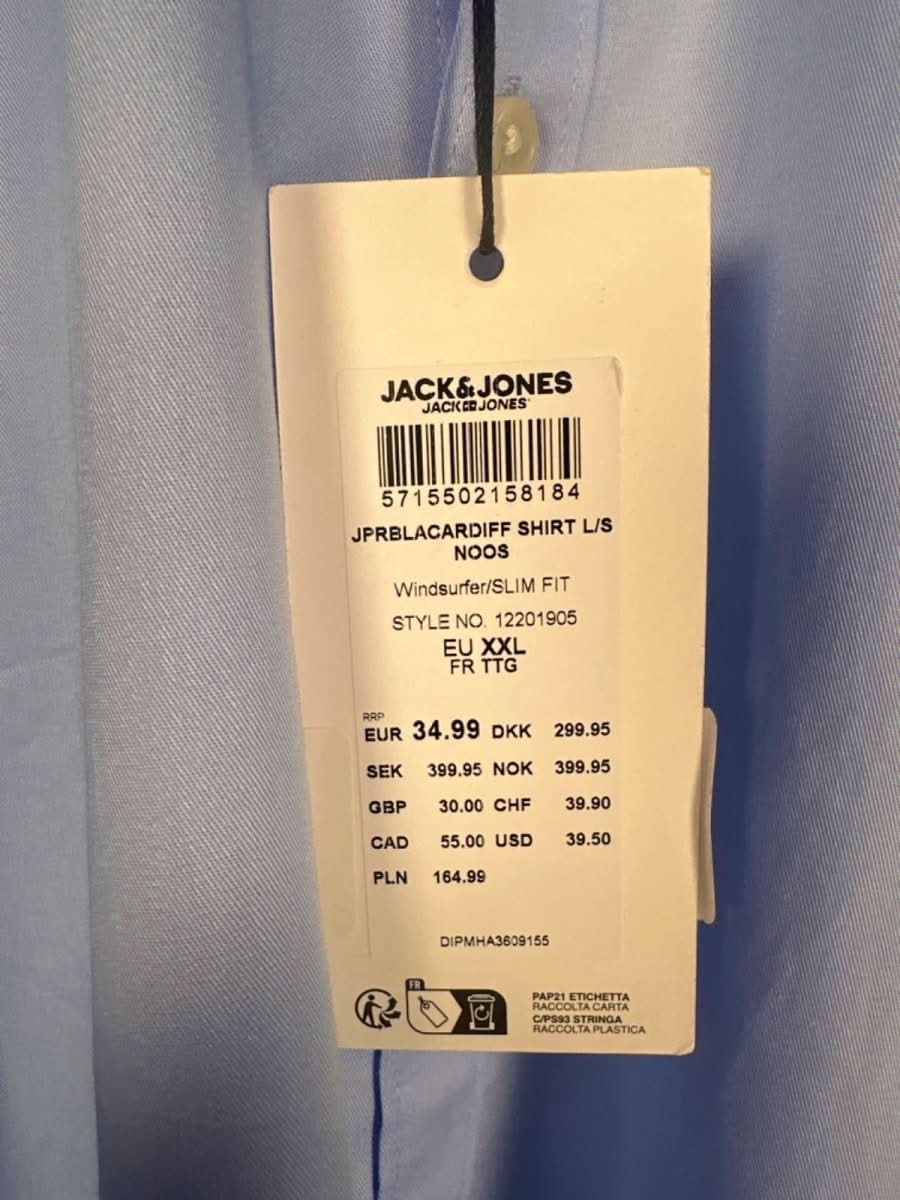 JACK&JONES
JACK&JONES
5715502158184
JPRBLACARDIFF SHIRT L/S
NOOS
Windsurfer/SLIM FIT
STYLE NO. 12201905
EU XXL
FR TTG
RRP
EUR 34.99 DKK 299.95
SEK 399.95 NOK 399.95
GBP 30.00 CHF 39.90
CAD 55.00 USD 39.50
PLN 164.99
DIPMHA3609155
FR
PAP21 ETICHETTA
RACCOLTA CARTA
C/PS93 STRINGA
RACCOLTA PLASTICA